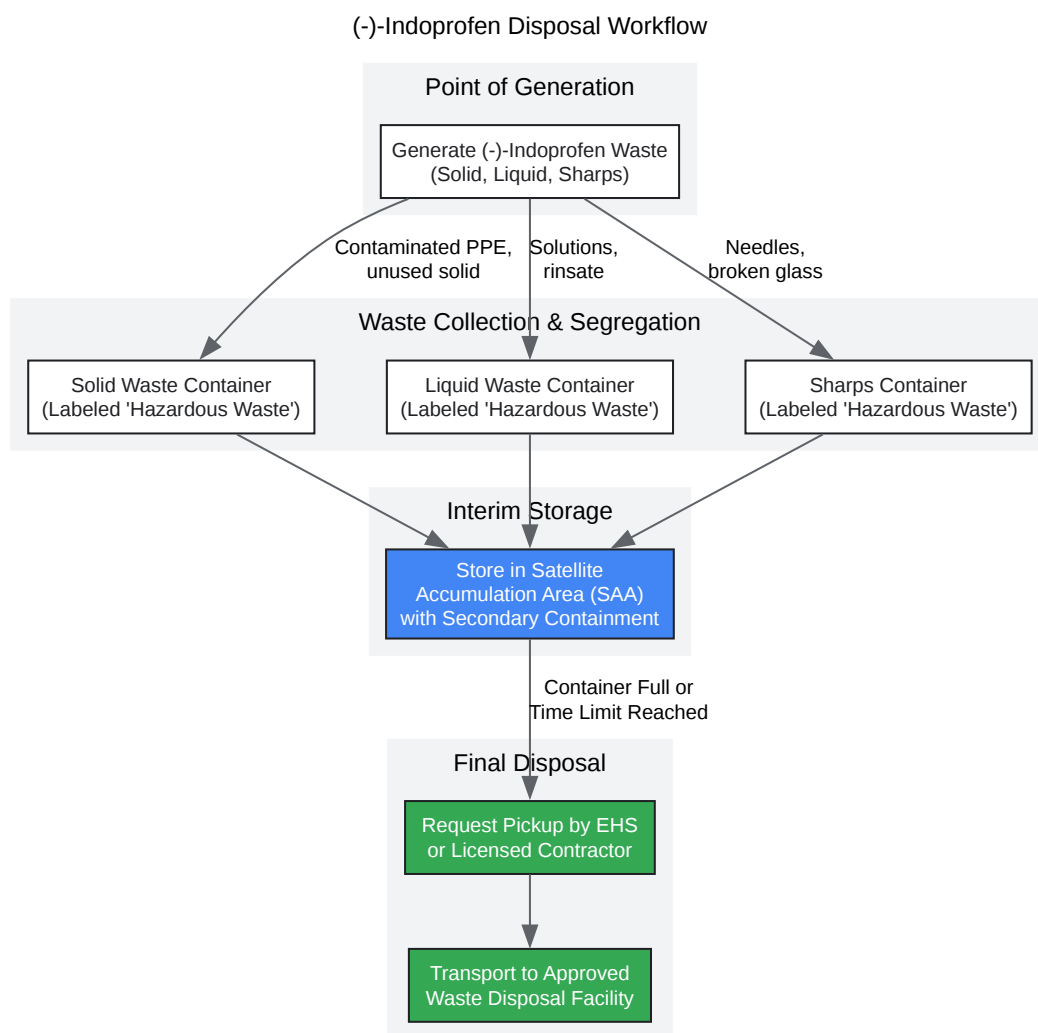 (-)-Indoprofen Disposal Workflow
Point of Generation
Generate (-)-Indoprofen Waste
(Solid, Liquid, Sharps)
Contaminated PPE,
unused solid
Solutions,
rinsate
Needles,
broken glass
Waste Collection & Segregation
Solid Waste Container
(Labeled 'Hazardous Waste')
Liquid Waste Container
(Labeled 'Hazardous Waste')
Sharps Container
(Labeled 'Hazardous Waste')
Interim Storage
Store in Satellite
Accumulation Area (SAA)
with Secondary Containment
Container Full or
Time Limit Reached
Final Disposal
Request Pickup by EHS
or Licensed Contractor
Transport to Approved
Waste Disposal Facility